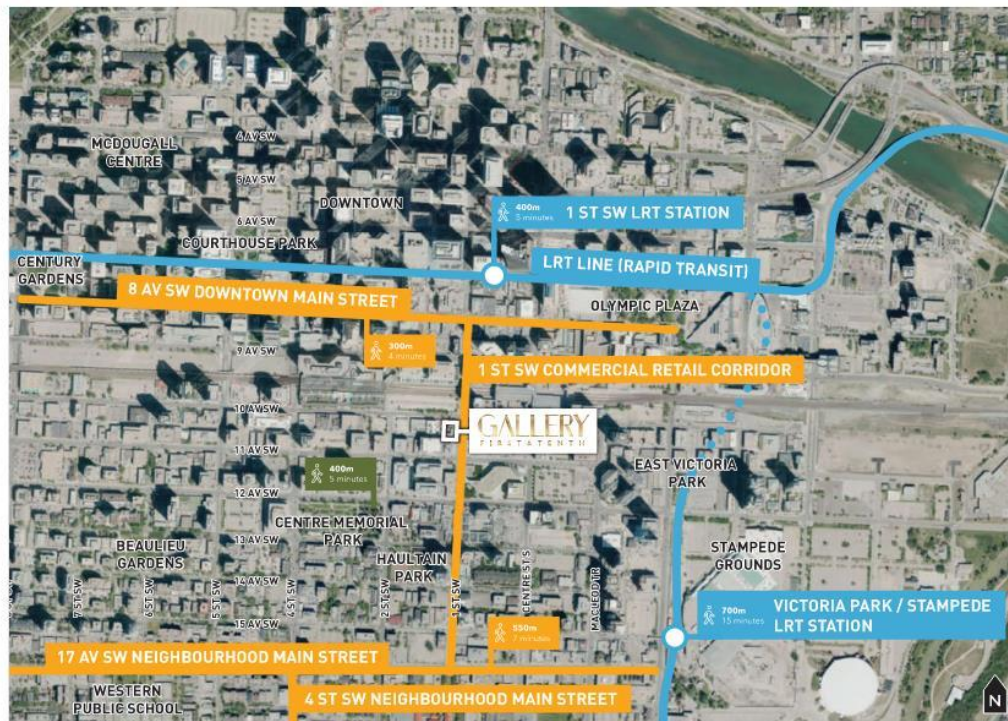 4 AV SW
MCDOUGALL
CENTRE
5 AV SW
DOWNTOWN
400m
5 minutes
1 ST SW LRT STATION
6 AV SW
COURTHOUSE PARK
CENTURY
GARDENS
LRT LINE (RAPID TRANSIT)
8 AV SW DOWNTOWN MAIN STREET
OLYMPIC PLAZA
9 AV SW
300m
4 minutes
1 ST SW COMMERCIAL RETAIL CORRIDOR
10 AV SW
GALLERY
FIRST&TENTH
11 AV SW
400m
5 minutes
EAST VICTORIA
PARK
12 AV SW
CENTRE MEMORIAL
PARK
13 AV SW
BEAULIEU
GARDENS
HAULTAIN
PARK
STAMPEDE
GROUNDS
14 AV SW
7 ST SW
6 ST SW
5 ST SW
4 ST SW
2 ST SW
1 ST SW
CENTRE ST S
MACLEOD TR
15 AV SW
550m
7 minutes
700m
15 minutes
VICTORIA PARK / STAMPEDE
LRT STATION
17 AV SW NEIGHBOURHOOD MAIN STREET
WESTERN
PUBLIC SCHOOL
4 ST SW NEIGHBOURHOOD MAIN STREET
N